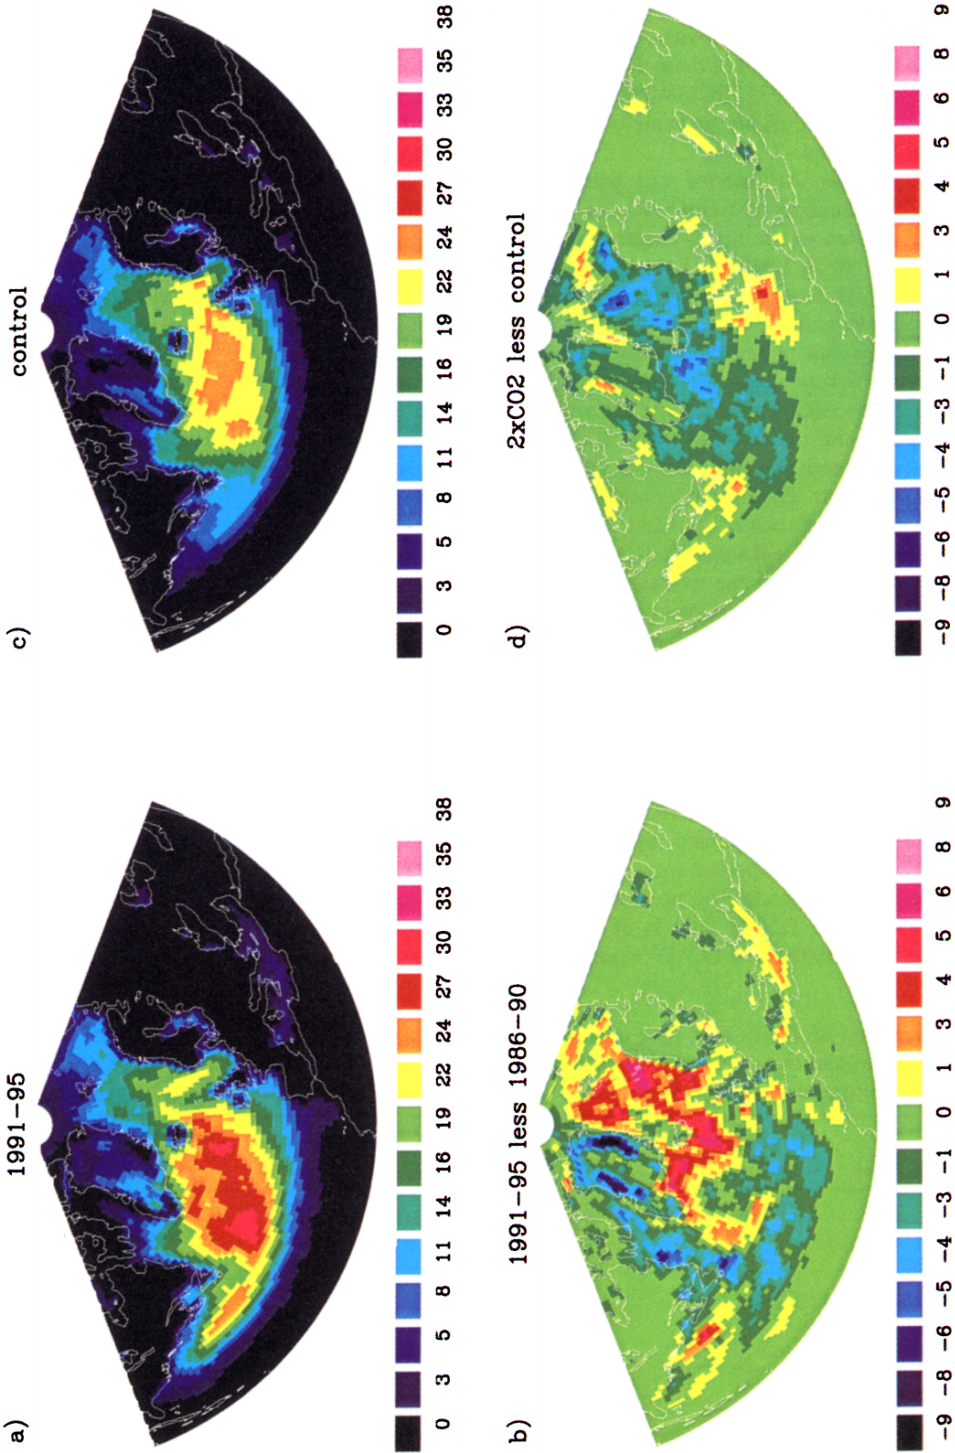 a)
1991-95
0 3 5 8 11 14 16 19 22 24 27 30 33 35 38
c)
control
0 3 5 8 11 14 16 19 22 24 27 30 33 35 38
b)
1991-95 less 1986-90
-9 -8 -6 -5 -4 -3 -1 0 1 3 4 5 6 8 9
d)
2xCO2 less control
-9 -8 -6 -5 -4 -3 -1 0 1 3 4 5 6 8 9